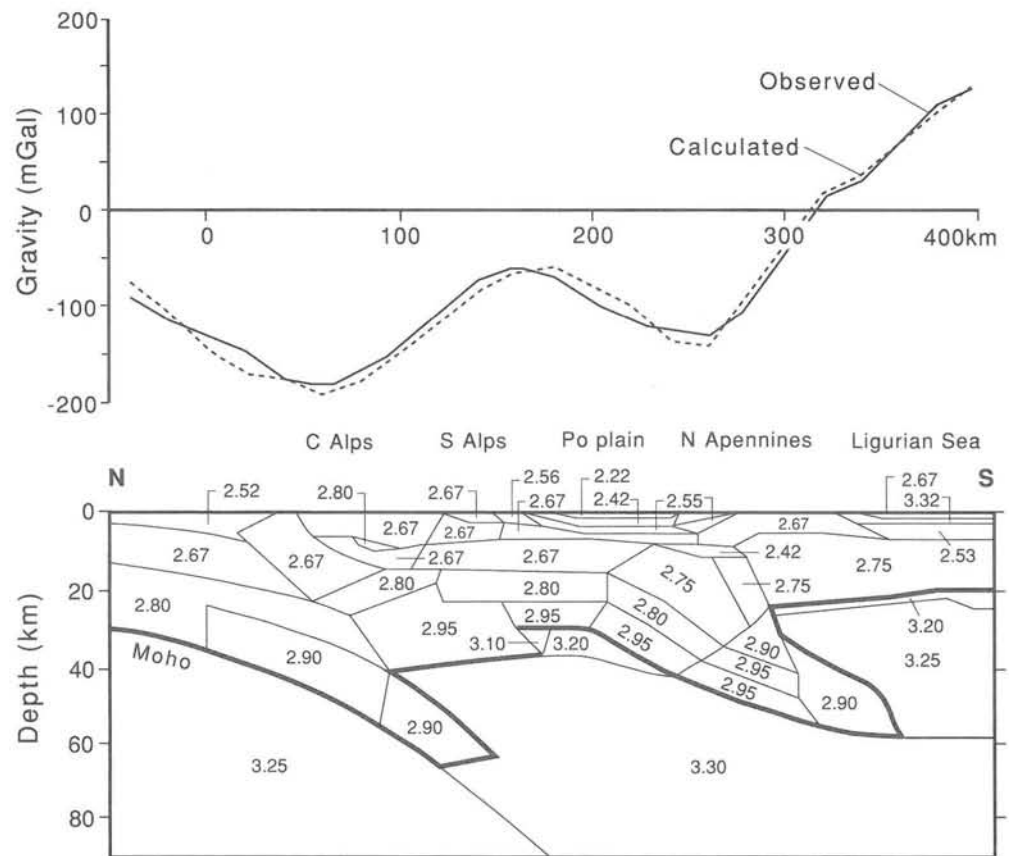 200
100
0
-100
-200
Gravity (mGal)
Observed
Calculated
0 100 200 300 400km
C Alps S Alps Po plain N Apennines Ligurian Sea
N S
2.52 2.80 2.67 2.56 2.67 2.22 2.42 2.55 2.67 3.32
0
20
40
60
80
Depth (km)
2.67 2.67 2.67
2.67 2.67 2.67 2.67 2.42 2.75 2.53
2.80 2.80 2.80 2.75 2.75
2.95 2.95 2.80 3.20
Moho 2.90 3.10 3.20 2.95 2.90 3.25
2.95
2.95
2.90 2.90
3.25 3.30